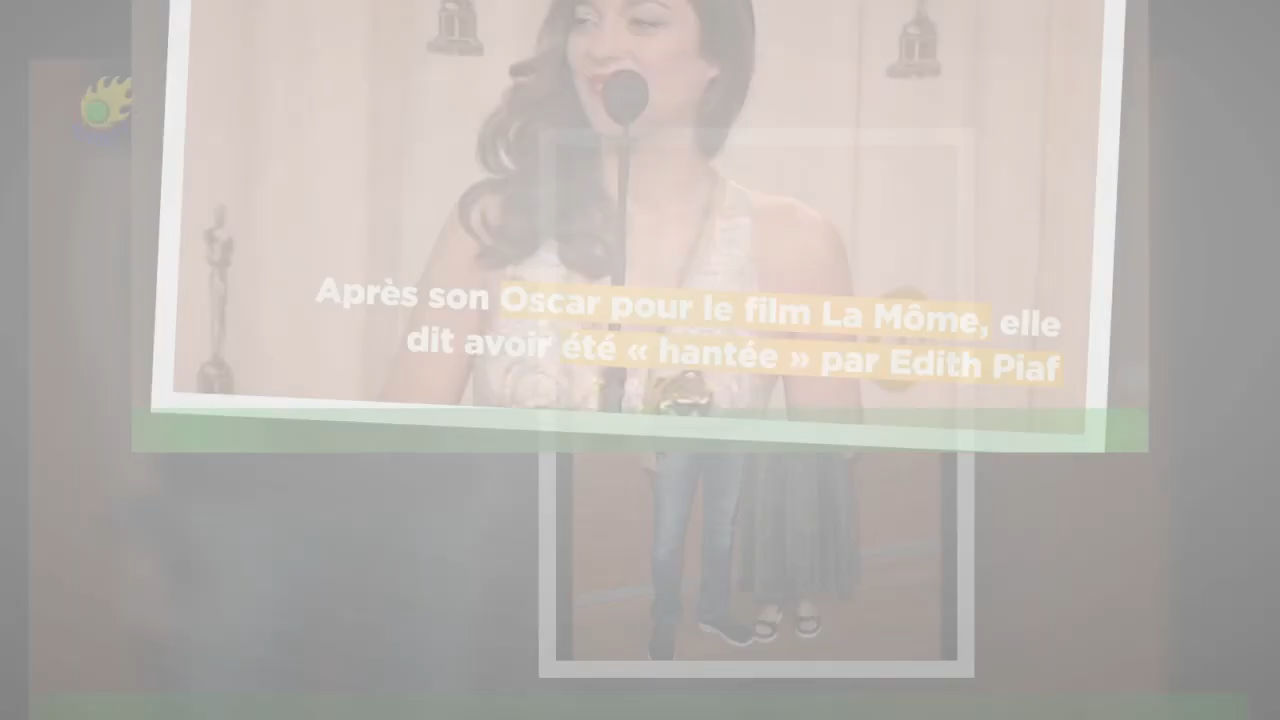 Après son Oscar pour le film La Môme, elle
dit avoir été « hantée » par Edith Piaf